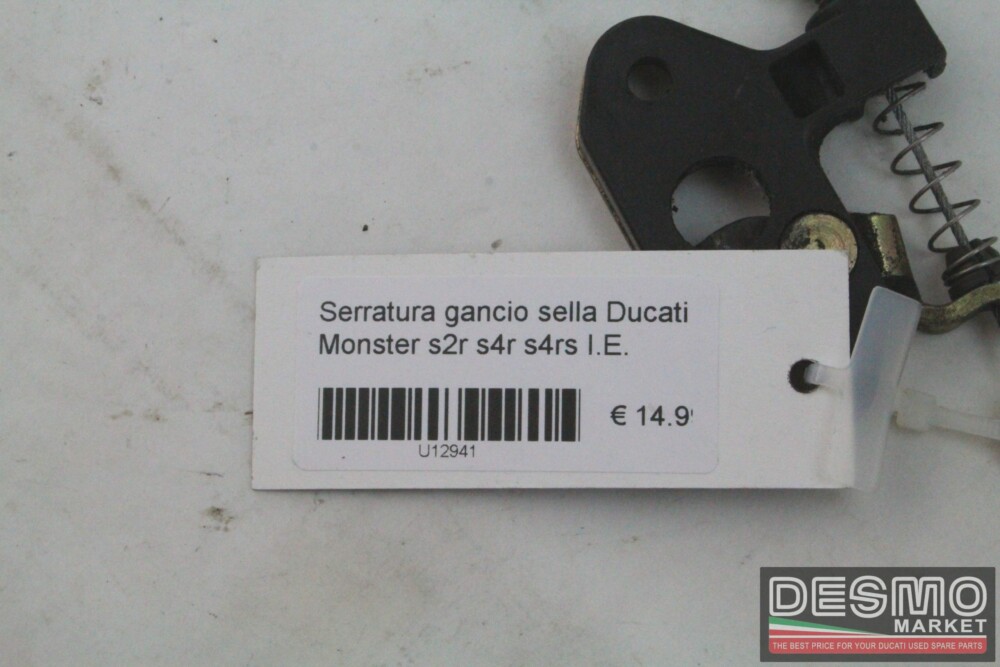 Serratura gancio sella Ducati
Monster s2r s4r s4rs I.E.
€ 14.9
U12941
DESMO
MARKET
THE BEST PRICE FOR YOUR DUCATI USED SPARE PARTS